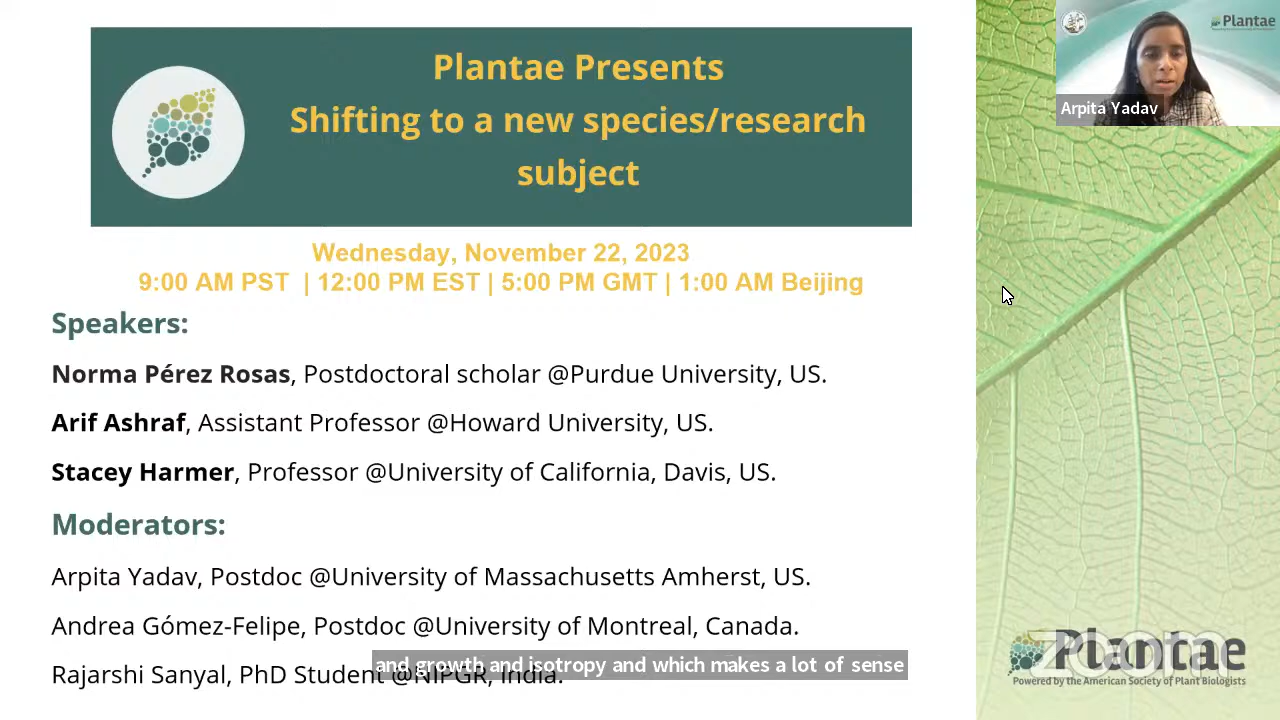 Plantae Presents
Shifting to a new species/research
subject
Wednesday, November 22, 2023
9:00 AM PST | 12:00 PM EST | 5:00 PM GMT | 1:00 AM Beijing
Speakers:
Norma Pérez Rosas, Postdoctoral scholar @Purdue University, US.
Arif Ashraf, Assistant Professor @Howard University, US.
Stacey Harmer, Professor @University of California, Davis, US.
Moderators:
Arpita Yadav, Postdoc @University of Massachusetts Amherst, US.
Andrea Gómez-Felipe, Postdoc @University of Montreal, Canada.
Rajarshi Sanyal, PhD Student @NIPGR, India.
and growth and isotropy and which makes a lot of sense
Plantae
Arpita Yadav
zoom
Plantae
Powered by the American Society of Plant Biologists